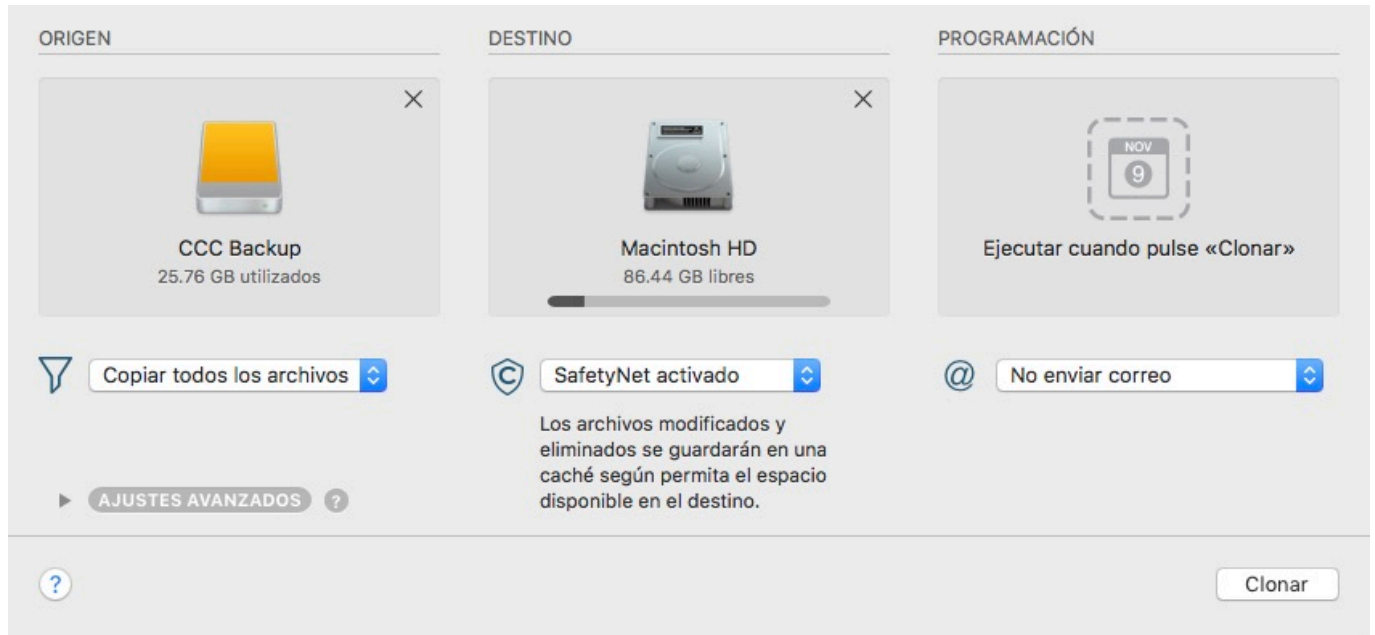 ORIGEN
DESTINO
PROGRAMACIÓN
CCC Backup
25.76 GB utilizados
Macintosh HD
86.44 GB libres
NOV
9
Ejecutar cuando pulse «Clonar»
Copiar todos los archivos
C
SafetyNet activado
@
No enviar correo
Los archivos modificados y
eliminados se guardarán en una
caché según permita el espacio
disponible en el destino.
AJUSTES AVANZADOS
?
?
Clonar